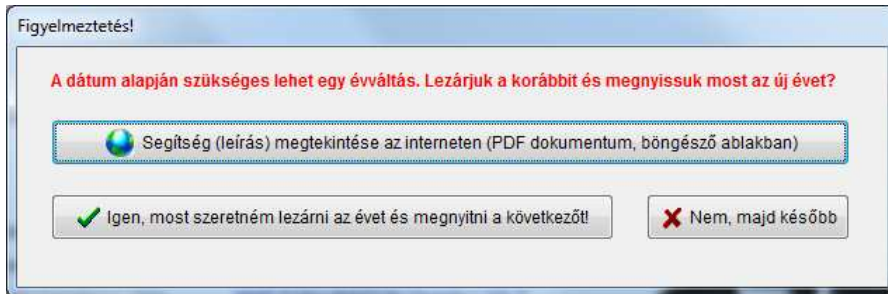 Figyelmeztetés!
A dátum alapján szükséges lehet egy évváltás. Lezárjuk a korábbit és megnyissuk most az új évet?
Segítség (leírás) megtekintése az interneten (PDF dokumentum, böngésző ablakban)
Igen, most szeretném lezárni az évet és megnyitni a következőt!
Nem, majd később